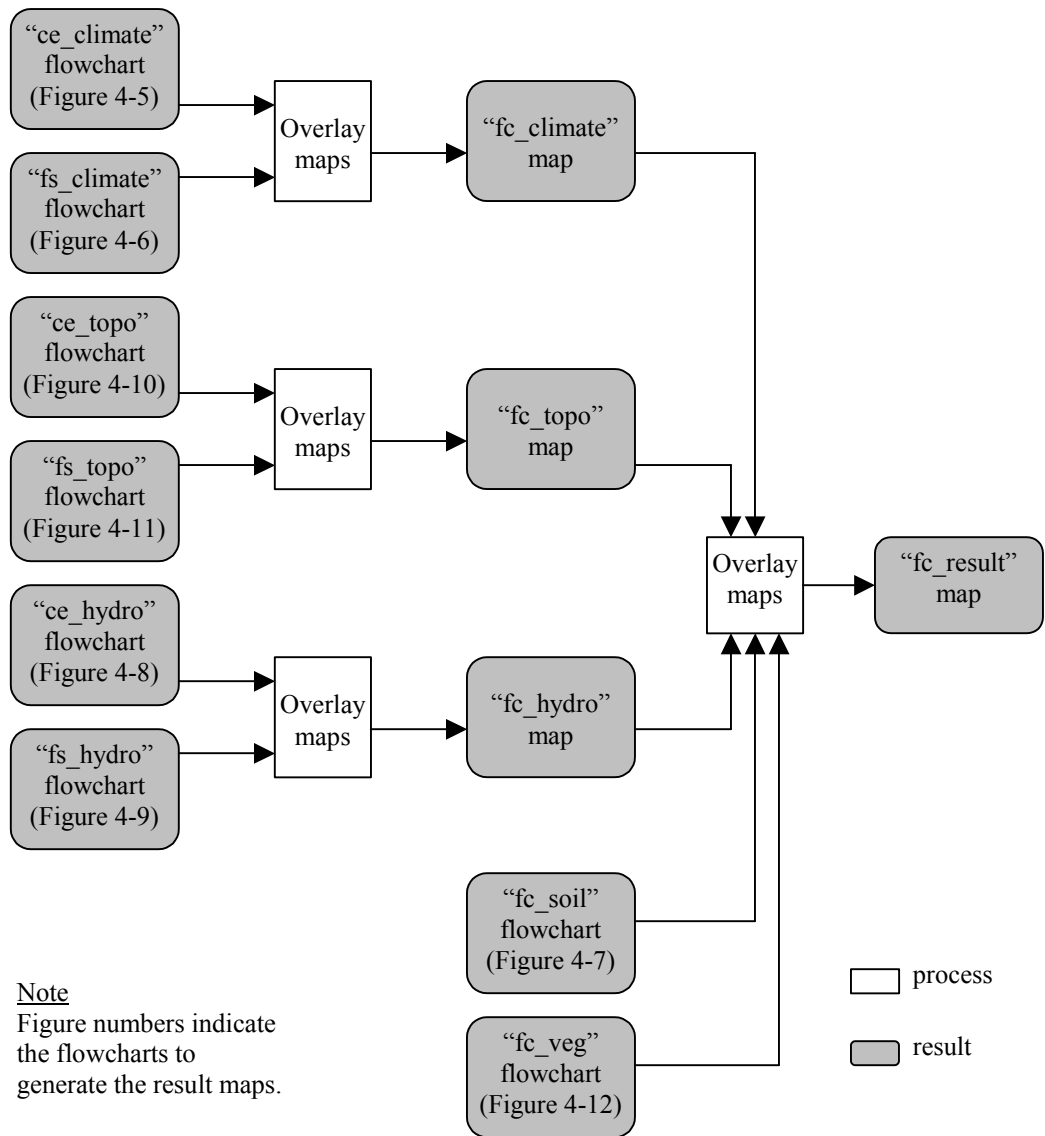 “ce_climate”
flowchart
(Figure 4-5)
“fs_climate”
flowchart
(Figure 4-6)
Overlay
maps
“fc_climate”
map
“ce_topo”
flowchart
(Figure 4-10)
“fs_topo”
flowchart
(Figure 4-11)
Overlay
maps
“fc_topo”
map
“ce_hydro”
flowchart
(Figure 4-8)
“fs_hydro”
flowchart
(Figure 4-9)
Overlay
maps
“fc_hydro”
map
Overlay
maps
“fc_result”
map
“fc_soil”
flowchart
(Figure 4-7)
“fc_veg”
flowchart
(Figure 4-12)
Note
Figure numbers indicate
the flowcharts to
generate the result maps.
process
result